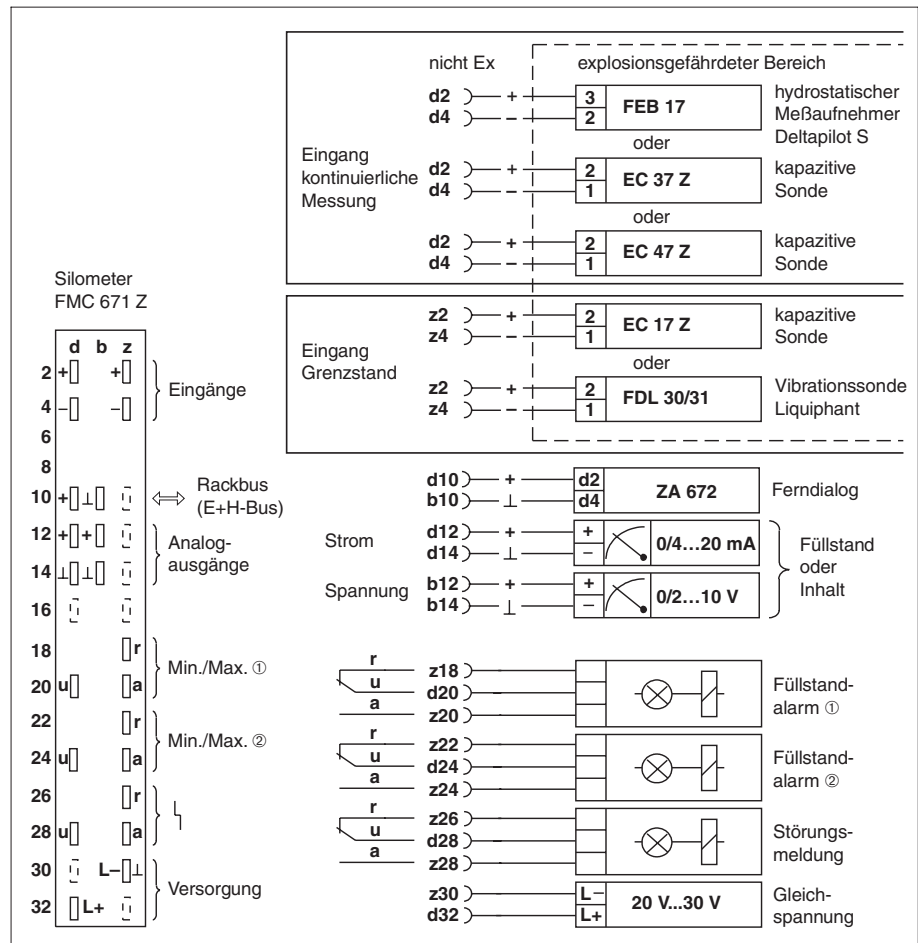 nicht Ex
explosionsgefährdeter Bereich
Eingang
kontinuierliche
Messung
d2 + 3 FEB 17
d4 – 2
hydrostatischer
Meßaufnehmer
Deltapilot S
oder
d2 + 2 EC 37 Z
d4 – 1
kapazitive
Sonde
oder
d2 + 2 EC 47 Z
d4 – 1
kapazitive
Sonde
Eingang
Grenzstand
z2 + 2 EC 17 Z
z4 – 1
kapazitive
Sonde
oder
z2 + 2 FDL 30/31
z4 – 1
Vibrationssonde
Liquiphant
Silometer
FMC 671 Z
d b z
2 + +
4 – –
Eingänge
6
8
10 + ⊥
Rackbus
(E+H-Bus)
12 + +
14 ⊥ ⊥
Analog-
ausgänge
16
18 r
20 u a
Min./Max. ①
22 r
24 u a
Min./Max. ②
26 r
28 u a
30 L– ⊥
32 L+
Versorgung
d10 + d2 ZA 672
b10 ⊥ d4
Ferndialog
Strom
d12 + + 0/4...20 mA
d14 ⊥ –
Spannung
b12 + + 0/2...10 V
b14 ⊥ –
Füllstand
oder
Inhalt
r z18
u d20
a z20
Füllstand-
alarm ①
r z22
u d24
a z24
Füllstand-
alarm ②
r z26
u d28
a z28
Störungs-
meldung
z30 L– 20 V...30 V
d32 L+
Gleich-
spannung